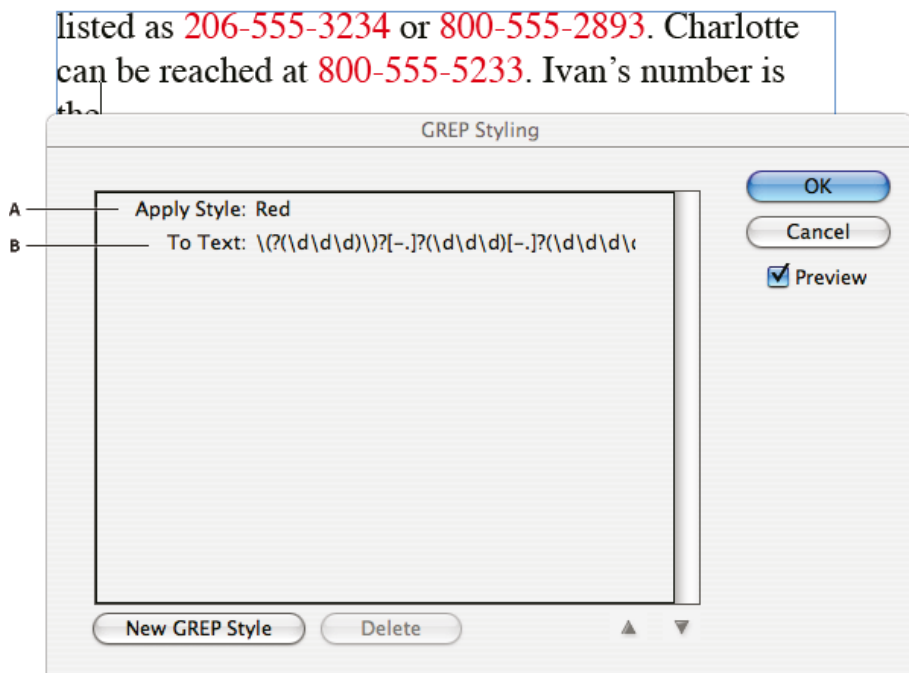 listed as 206-555-3234 or 800-555-2893. Charlotte
can be reached at 800-555-5233. Ivan’s number is
the
GREP Styling
A
Apply Style: Red
B
To Text: \(?(\d\d\d)\)?[-.]?(\d\d\d)[-.]?(\d\d\d\
OK
Cancel
Preview
New GREP Style
Delete